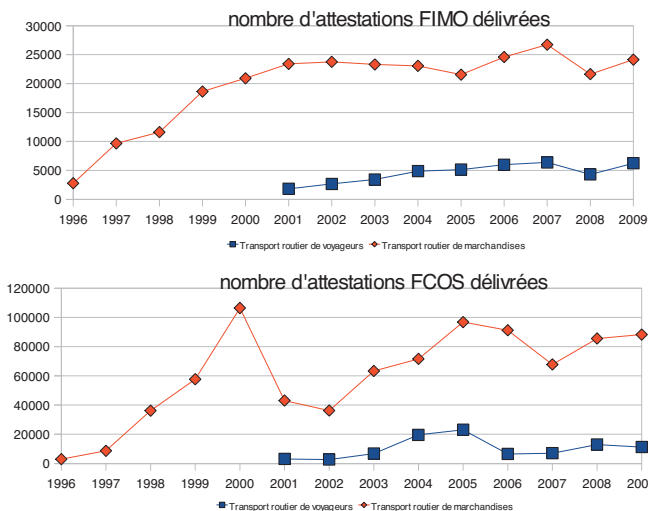 nombre d'attestations FIMO délivrées
30000
25000
20000
15000
10000
5000
0
1996 1997 1998 1999 2000 2001 2002 2003 2004 2005 2006 2007 2008 2009
Transport routier de voyageurs Transport routier de marchandises
nombre d'attestations FCOS délivrées
120000
100000
80000
60000
40000
20000
0
1996 1997 1998 1999 2000 2001 2002 2003 2004 2005 2006 2007 2008 200
Transport routier de voyageurs Transport routier de marchandises